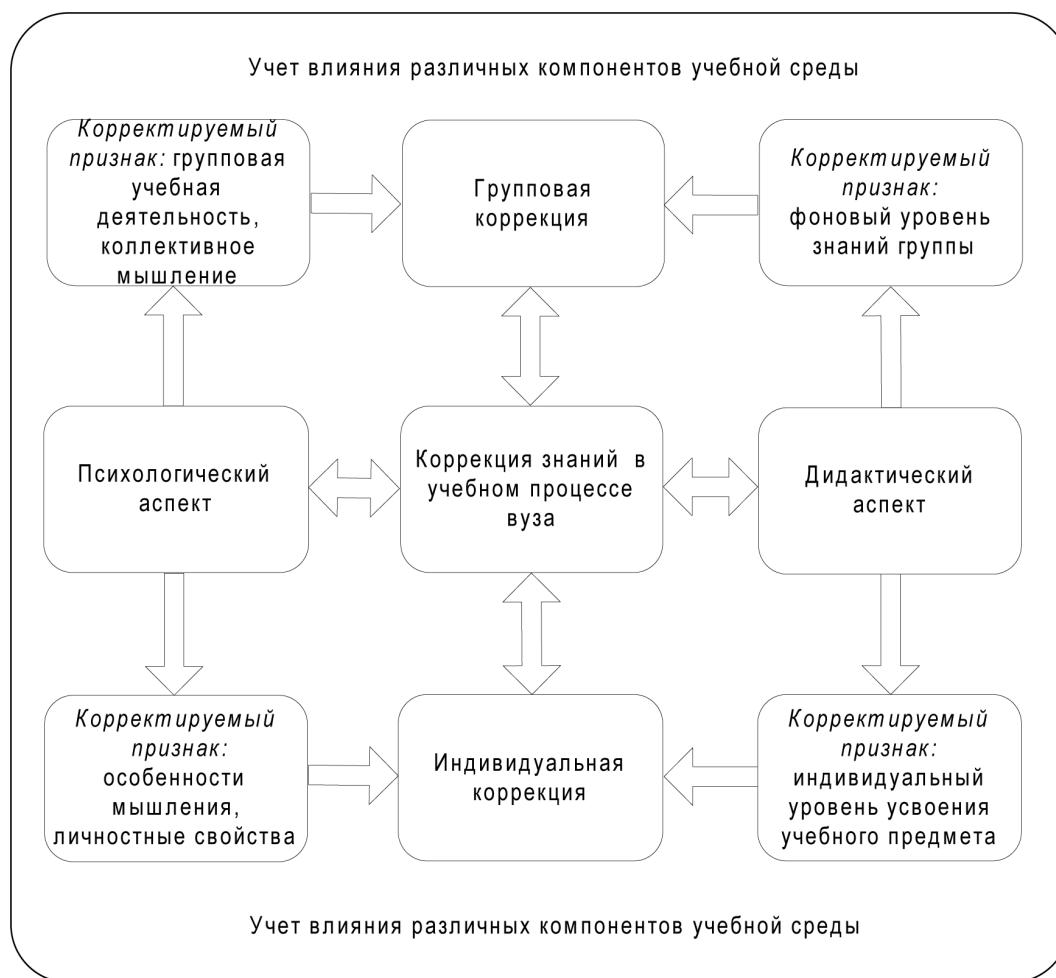 Учет влияния различных компонентов учебной среды
Корректируемый
признак: групповая
учебная
деятельность,
коллективное
мышление
Групповая
коррекция
Корректируемый
признак:
фоновый уровень
знаний группы
Психологический
аспект
Коррекция знаний в
учебном процессе
вуза
Дидактический
аспект
Корректируемый
признак:
особенности
мышления,
личностные свойства
Индивидуальная
коррекция
Корректируемый
признак:
индивидуальный
уровень усвоения
учебного предмета
Учет влияния различных компонентов учебной среды